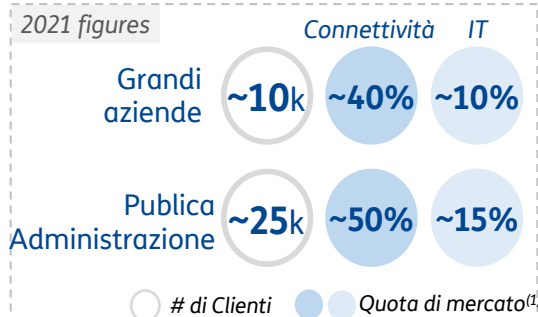 2021 figures
Connettività IT
Grandi
aziende
~10k ~40% ~10%
Publica
Amministrazione
~25k ~50% ~15%
# di Clienti Quota di mercato(1)